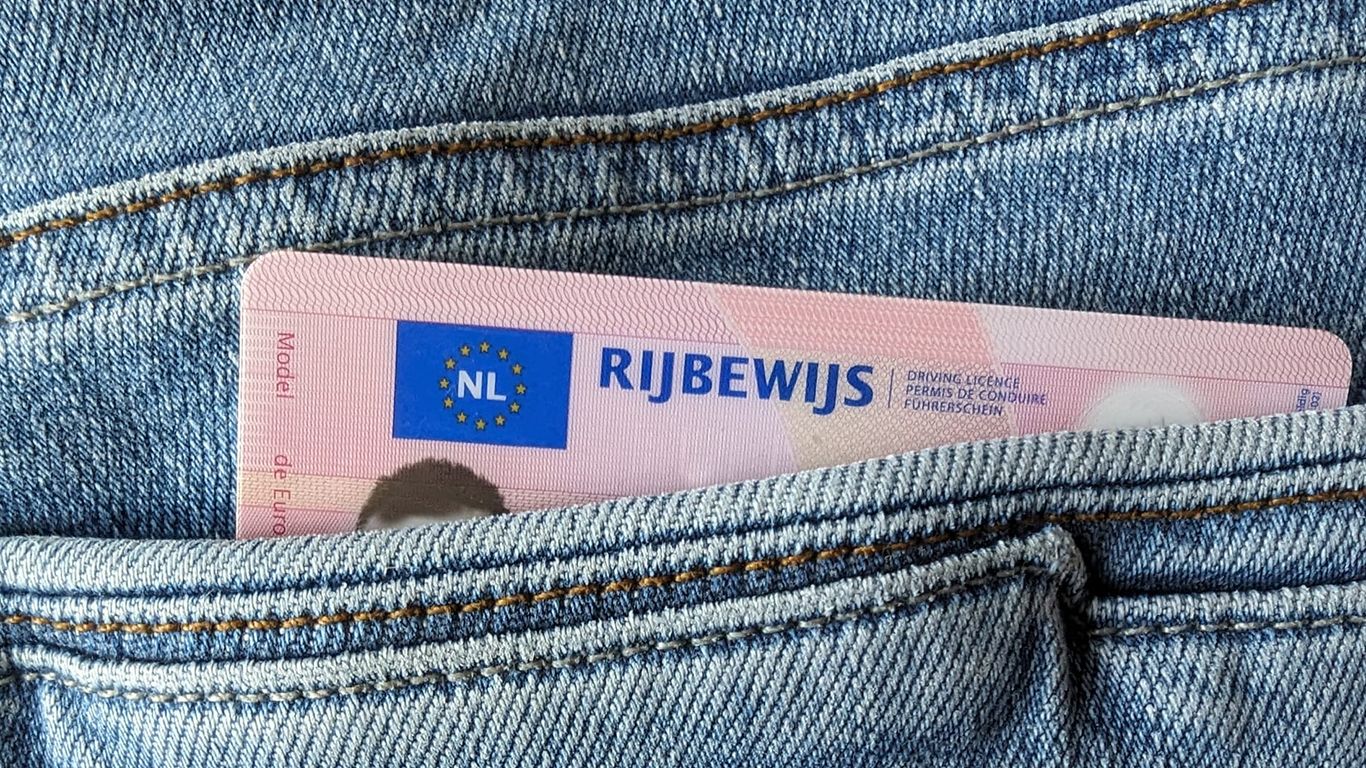 Model de Euro
NL
RIJBEWIJS
DRIVING LICENCE
PERMIS DE CONDUIRE
FÜHRERSCHEIN